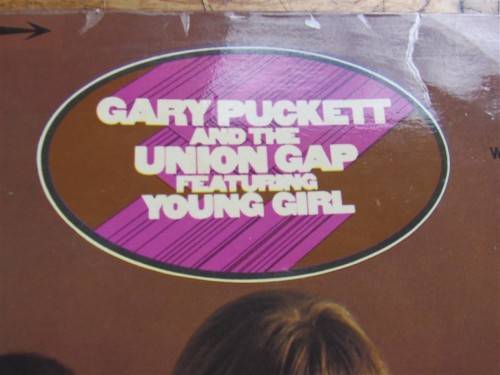 GARY PUCKETT
AND THE
UNION GAP
FEATURING
YOUNG GIRL